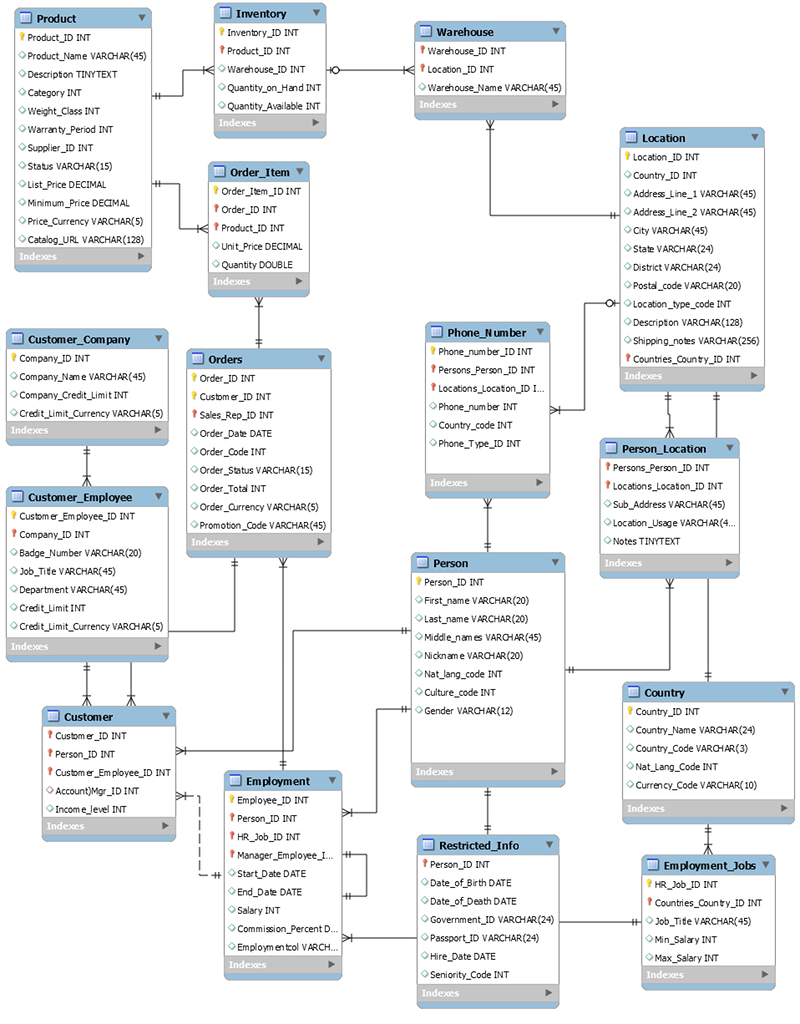 Product
Product_ID INT
Product_Name VARCHAR(45)
Description TINYTEXT
Category INT
Weight_Class INT
Warranty_Period INT
Supplier_ID INT
Status VARCHAR(15)
List_Price DECIMAL
Minimum_Price DECIMAL
Price_Currency VARCHAR(5)
Catalog_URL VARCHAR(128)
Indexes
Inventory
Inventory_ID INT
Product_ID INT
Warehouse_ID INT
Quantity_on_Hand INT
Quantity_Available INT
Indexes
Warehouse
Warehouse_ID INT
Location_ID INT
Warehouse_Name VARCHAR(45)
Indexes
Order_Item
Order_Item_ID INT
Order_ID INT
Product_ID INT
Unit_Price DECIMAL
Quantity DOUBLE
Indexes
Location
Location_ID INT
Country_ID INT
Address_Line_1 VARCHAR(45)
Address_Line_2 VARCHAR(45)
City VARCHAR(45)
State VARCHAR(24)
District VARCHAR(24)
Postal_code VARCHAR(20)
Location_type_code INT
Description VARCHAR(128)
Shipping_notes VARCHAR(256)
Countries_Country_ID INT
Indexes
Customer_Company
Company_ID INT
Company_Name VARCHAR(45)
Company_Credit_Limit INT
Credit_Limit_Currency VARCHAR(5)
Indexes
Orders
Order_ID INT
Customer_ID INT
Sales_Rep_ID INT
Order_Date DATE
Order_Code INT
Order_Status VARCHAR(15)
Order_Total INT
Order_Currency VARCHAR(5)
Promotion_Code VARCHAR(45)
Indexes
Phone_Number
Phone_number_ID INT
Persons_Person_ID INT
Locations_Location_ID I...
Phone_number INT
Country_code INT
Phone_Type_ID INT
Indexes
Person_Location
Persons_Person_ID INT
Locations_Location_ID INT
Sub_Address VARCHAR(45)
Location_Usage VARCHAR(4...
Notes TINYTEXT
Indexes
Customer_Employee
Customer_Employee_ID INT
Company_ID INT
Badge_Number VARCHAR(20)
Job_Title VARCHAR(45)
Department VARCHAR(45)
Credit_Limit INT
Credit_Limit_Currency VARCHAR(5)
Indexes
Person
Person_ID INT
First_name VARCHAR(20)
Last_name VARCHAR(20)
Middle_names VARCHAR(45)
Nickname VARCHAR(20)
Nat_lang_code INT
Culture_code INT
Gender VARCHAR(12)
Indexes
Customer
Customer_ID INT
Person_ID INT
Customer_Employee_ID INT
Account)Mgr_ID INT
Income_level INT
Indexes
Country
Country_ID INT
Country_Name VARCHAR(24)
Country_Code VARCHAR(3)
Nat_Lang_Code INT
Currency_Code VARCHAR(10)
Indexes
Employment
Employee_ID INT
Person_ID INT
HR_Job_ID INT
Manager_Employee_I...
Start_Date DATE
End_Date DATE
Salary INT
Commission_Percent D...
Employmentcol VARCH...
Indexes
Restricted_Info
Person_ID INT
Date_of_Birth DATE
Date_of_Death DATE
Government_ID VARCHAR(24)
Passport_ID VARCHAR(24)
Hire_Date DATE
Seniority_Code INT
Indexes
Employment_Jobs
HR_Job_ID INT
Countries_Country_ID INT
Job_Title VARCHAR(45)
Min_Salary INT
Max_Salary INT
Indexes